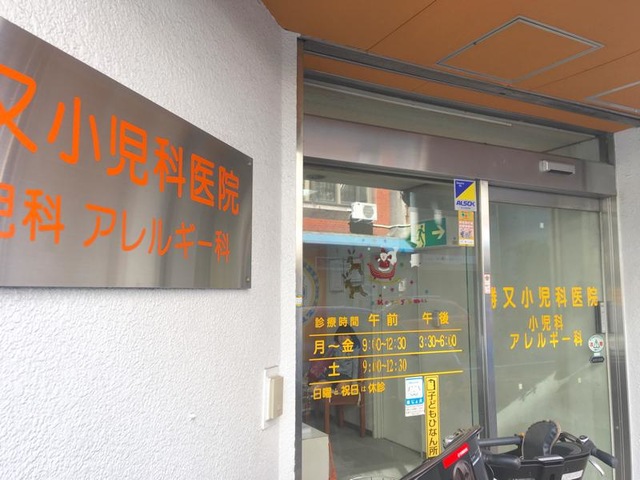 又小児科医院
児科 アレルギー科
ALSOK
診療時間 午前 午後
月～金 9:00~12:30 3:30~6:00
土 9:00~12:30
日曜・祝日は休診
勝又小児科医院
小児科
アレルギー科
子どもひなん所